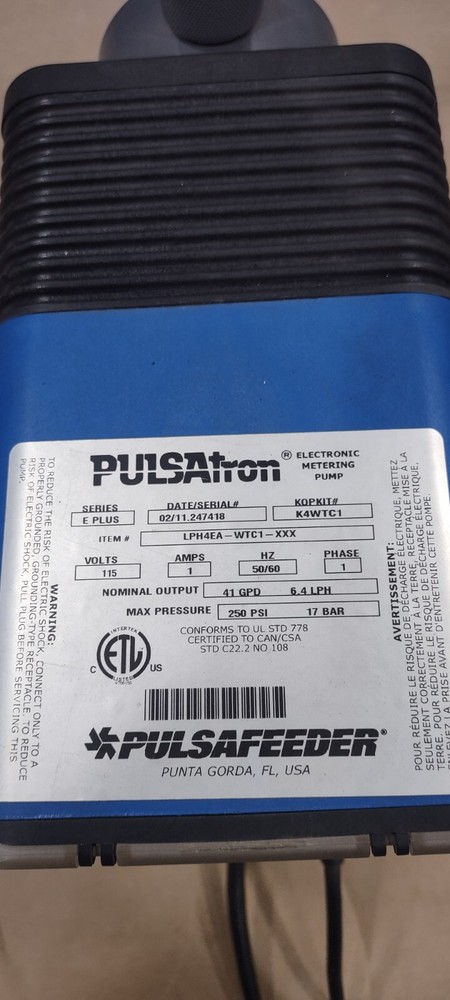 PULSAtron® ELECTRONIC METERING PUMP
SERIES DATE/SERIAL# KOPKIT#
E PLUS 02/11.247418 K4WTC1
ITEM # LPH4EA-WTC1-XXX
VOLTS AMPS HZ PHASE
115 1 50/60 1
NOMINAL OUTPUT 41 GPD 6.4 LPH
MAX PRESSURE 250 PSI 17 BAR
CONFORMS TO UL STD 778
CERTIFIED TO CAN/CSA
STD C22.2 NO 108
INTERTEK
C ETL US
LISTED
PULSAFEEDER®
PUNTA GORDA, FL, USA
WARNING:
TO REDUCE THE RISK OF ELECTRIC SHOCK, CONNECT ONLY TO A
PROPERLY GROUNDED, GROUNDING-TYPE RECEPTACLE. TO REDUCE
RISK OF ELECTRIC SHOCK, PULL PLUG BEFORE SERVICING THIS
PUMP.
AVERTISSEMENT:
POUR RÉDUIRE LE RISQUE DE DÉCHARGE ÉLECTRIQUE, METTEZ
SEULEMENT CORRECTEMENT À LA TERRE, RECEPTACLE MISE À LA
TERRE. POUR RÉDUIRE LE RISQUE DE DÉCHARGE ÉLECTRIQUE,
LA PRISE AVANT D'ENTRETENIR CETTE POMPE.